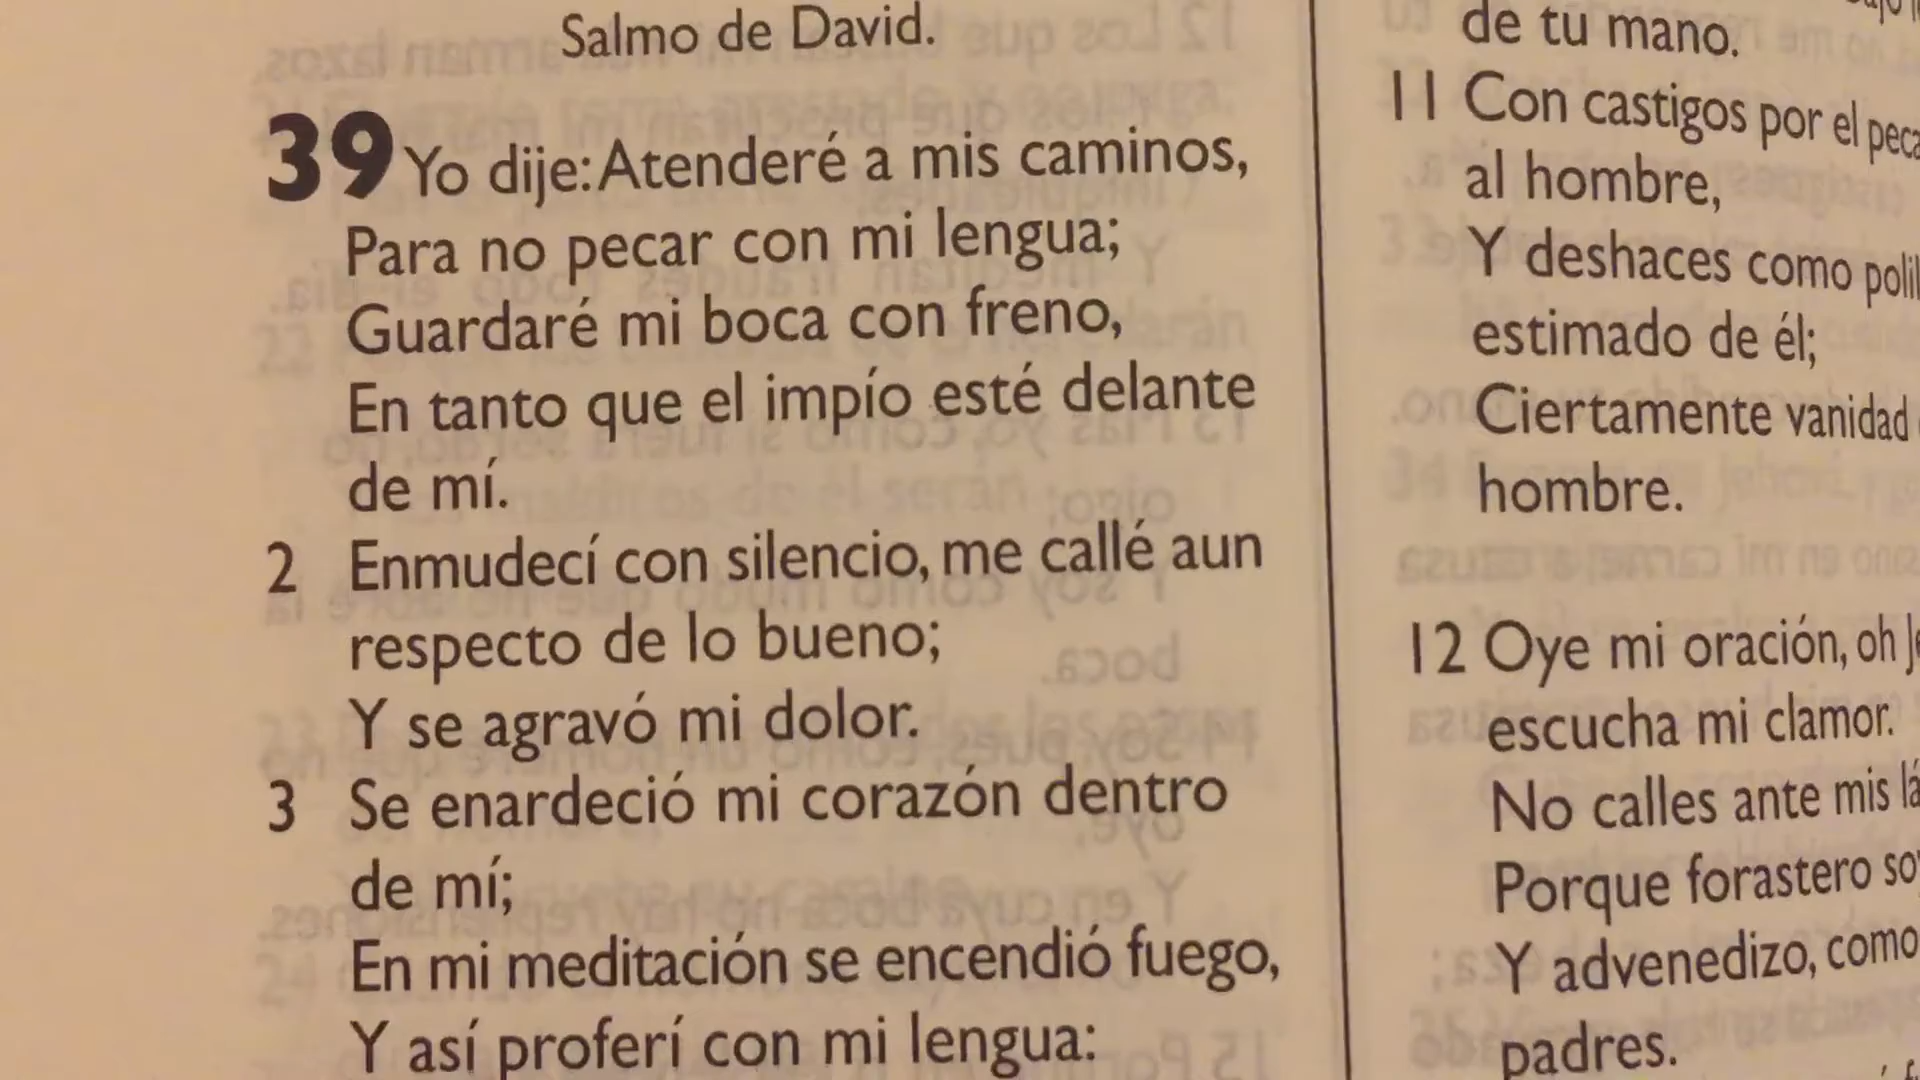 Salmo de David.
39 Yo dije: Atenderé a mis caminos,
Para no pecar con mi lengua;
Guardaré mi boca con freno,
En tanto que el impío esté delante
de mí.
2 Enmudecí con silencio, me callé aun
respecto de lo bueno;
Y se agravó mi dolor.
3 Se enardeció mi corazón dentro
de mí;
En mi meditación se encendió fuego,
Y así proferí con mi lengua:
de tu mano.
11 Con castigos por el
al hombre,
Y deshaces como
estimado de él;
Ciertamente vanidad
hombre.
12 Oye mi oración, oh
escucha mi clamor.
No calles ante mis
Porque forastero
Y advenedizo, como
padres.